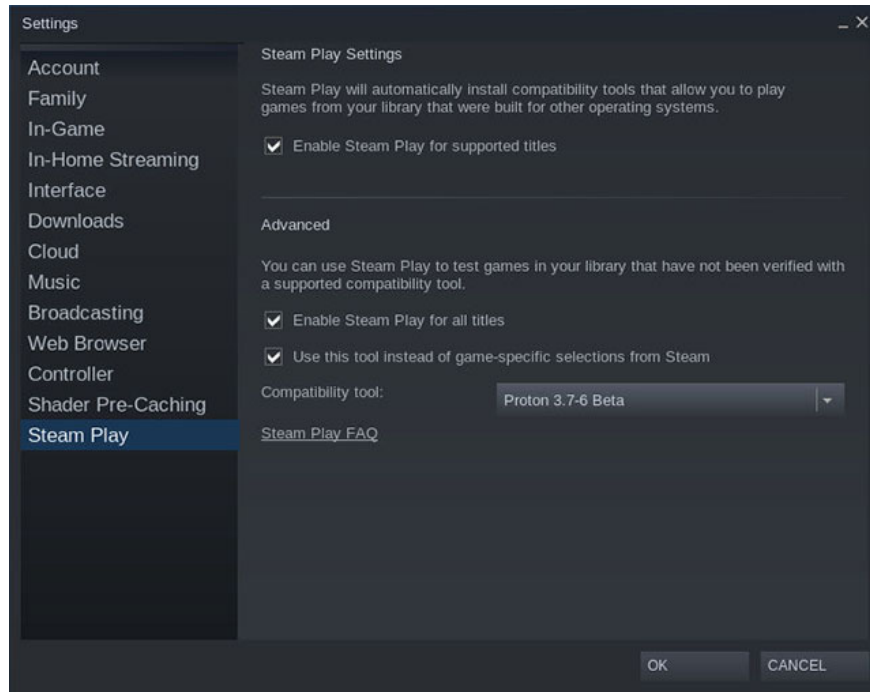 Settings
Account
Family
In-Game
In-Home Streaming
Interface
Downloads
Cloud
Music
Broadcasting
Web Browser
Controller
Shader Pre-Caching
Steam Play
Steam Play Settings
Steam Play will automatically install compatibility tools that allow you to play
games from your library that were built for other operating systems.
Enable Steam Play for supported titles
Advanced
You can use Steam Play to test games in your library that have not been verified with
a supported compatibility tool.
Enable Steam Play for all titles
Use this tool instead of game-specific selections from Steam
Compatibility tool:
Proton 3.7-6 Beta
Steam Play FAQ
OK
CANCEL